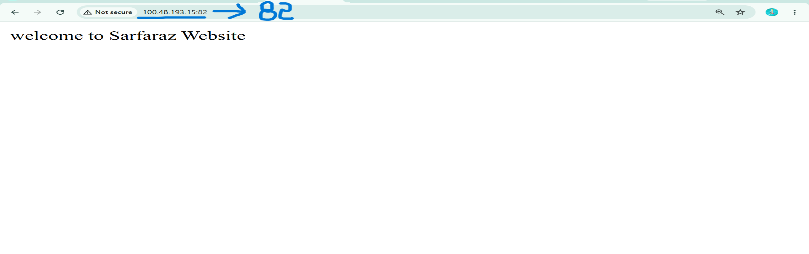 Not secure 100.48.193.15:82 → 82
welcome to Sarfaraz Website